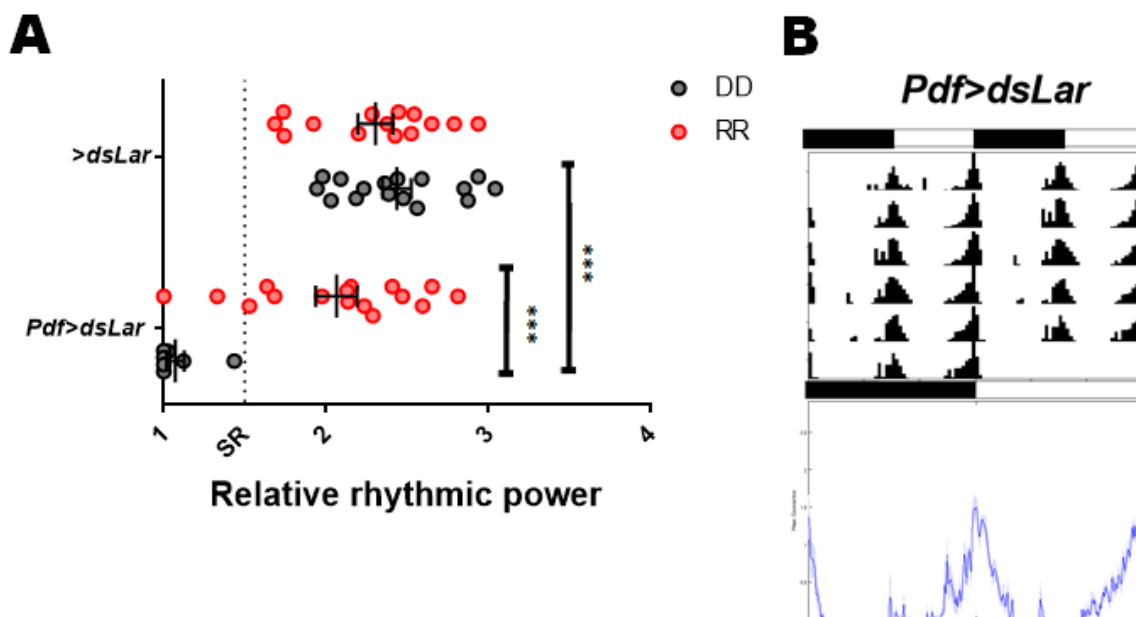 A
B
Pdf>dsLar
DD
RR
>dsLar
***
***
Pdf>dsLar
1
SR
2
3
4
Relative rhythmic power